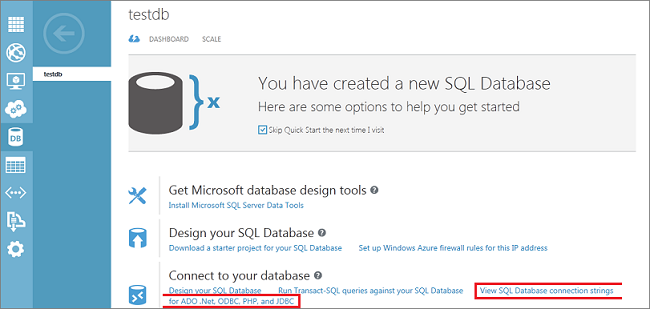 testdb
DASHBOARD SCALE
testdb
You have created a new SQL Database
Here are some options to help you get started
Skip Quick Start the next time I visit
DB
Get Microsoft database design tools ?
Install Microsoft SQL Server Data Tools
Design your SQL Database ?
Download a starter project for your SQL Database Set up Windows Azure firewall rules for this IP address
Connect to your database ?
Design your SQL Database Run Transact-SQL queries against your SQL Database View SQL Database connection strings
for ADO .Net, ODBC, PHP, and JDBC